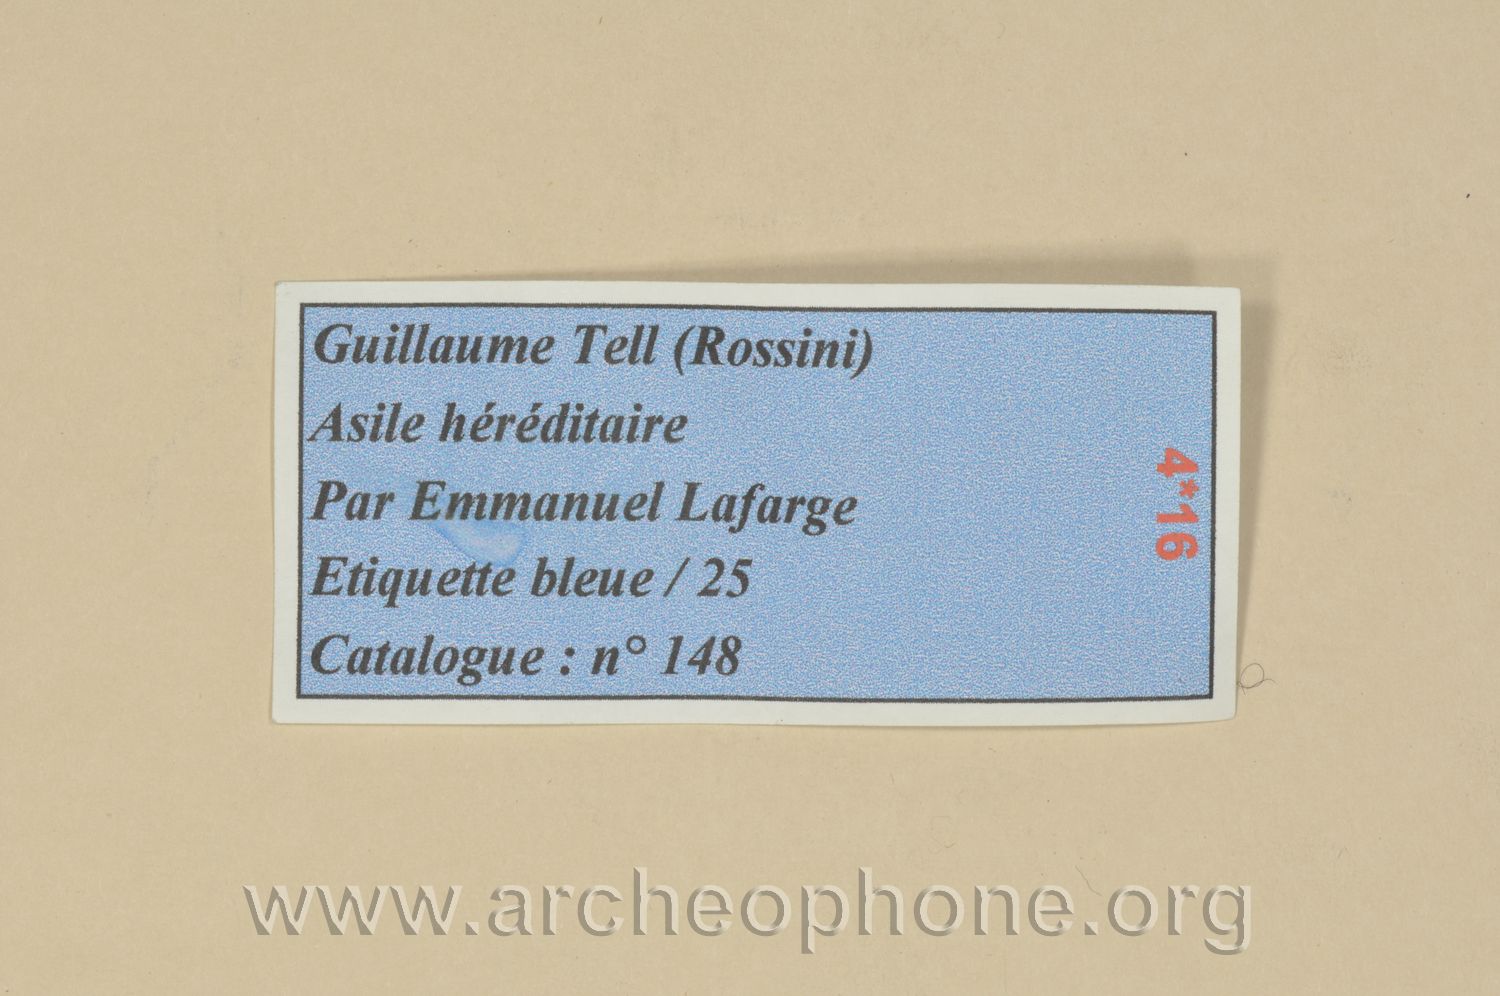 Guillaume Tell (Rossini)
Asile héréditaire
Par Emmanuel Lafarge
Etiquette bleue / 25
Catalogue : n° 148
4*16
www.archeophone.org